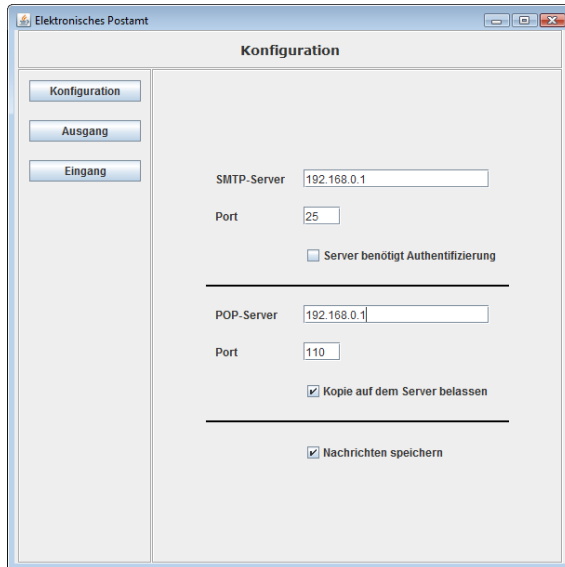 Elektronisches Postamt
Konfiguration
Konfiguration
Ausgang
Eingang
SMTP-Server 192.168.0.1
Port 25
Server benötigt Authentifizierung
POP-Server 192.168.0.1
Port 110
Kopie auf dem Server belassen
Nachrichten speichern